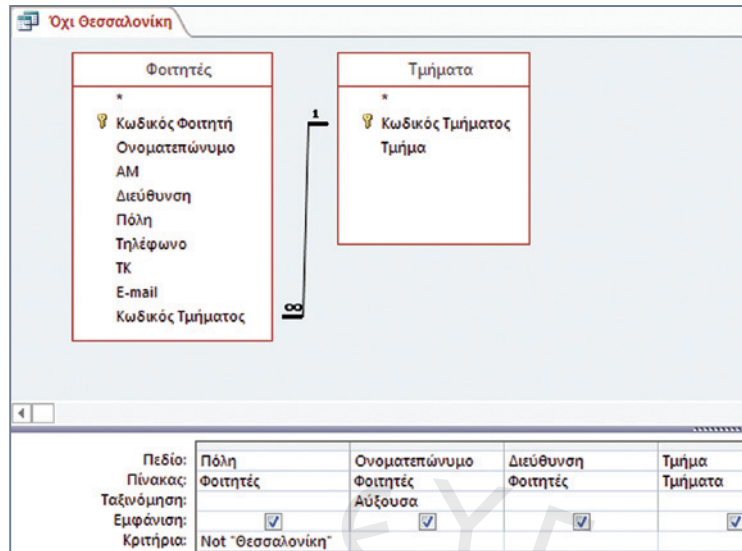 Όχι Θεσσαλονίκη
Φοιτητές
*
Κωδικός Φοιτητή
Ονοματεπώνυμο
ΑΜ
Διεύθυνση
Πόλη
Τηλέφωνο
ΤΚ
E-mail
Κωδικός Τμήματος
1
∞
Τμήματα
*
Κωδικός Τμήματος
Τμήμα
Πεδίο: Πόλη Ονοματεπώνυμο Διεύθυνση Τμήμα
Πίνακας: Φοιτητές Φοιτητές Φοιτητές Τμήματα
Ταξινόμηση: Αύξουσα
Εμφάνιση:
Κριτήρια: Not "Θεσσαλονίκη"